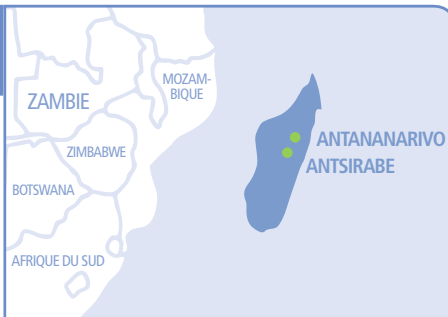 MOZAM-
BIQUE
ZAMBIE
ANTANANARIVO
ZIMBABWE
ANTSIRABE
BOTSWANA
AFRIQUE DU SUD